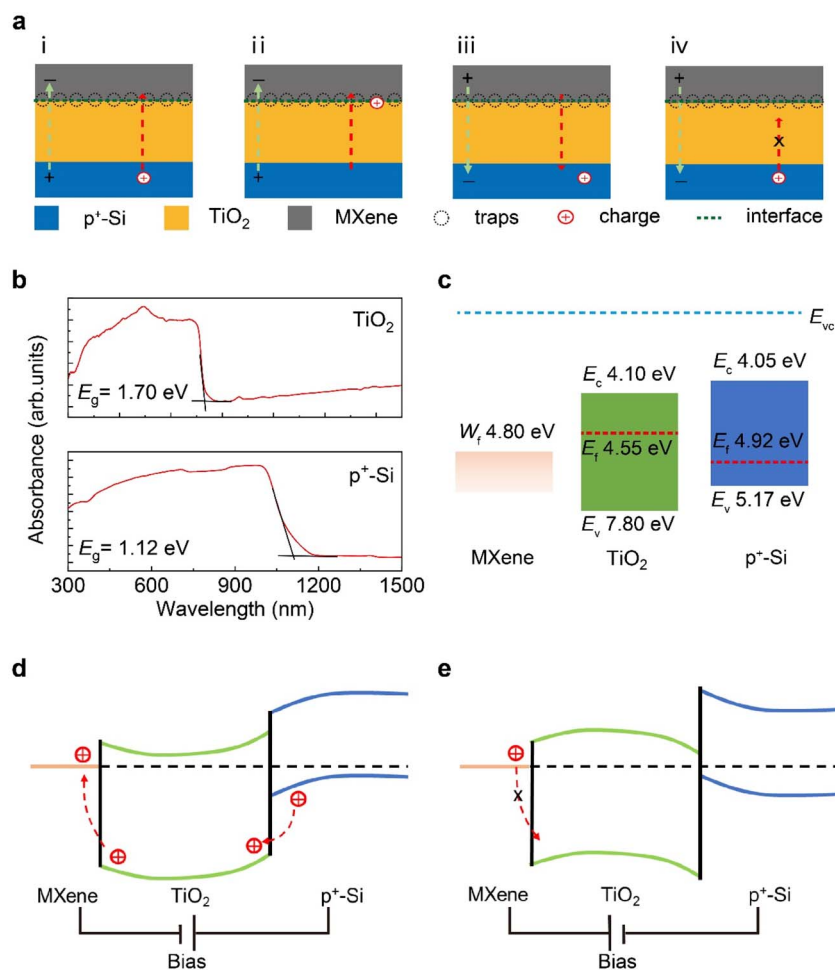 a
i ii iii iv
− − + +
+ + − X −
p⁺-Si TiO₂ MXene traps charge interface
b
TiO₂
E_g= 1.70 eV
p⁺-Si
E_g= 1.12 eV
Absorbance (arb.units)
300 600 900 1200 1500
Wavelength (nm)
c
E_vc
E_c 4.10 eV E_c 4.05 eV
W_f 4.80 eV E_f 4.55 eV E_f 4.92 eV
E_v 7.80 eV E_v 5.17 eV
MXene TiO₂ p⁺-Si
d
MXene TiO₂ p⁺-Si
Bias
e
X
MXene TiO₂ p⁺-Si
Bias